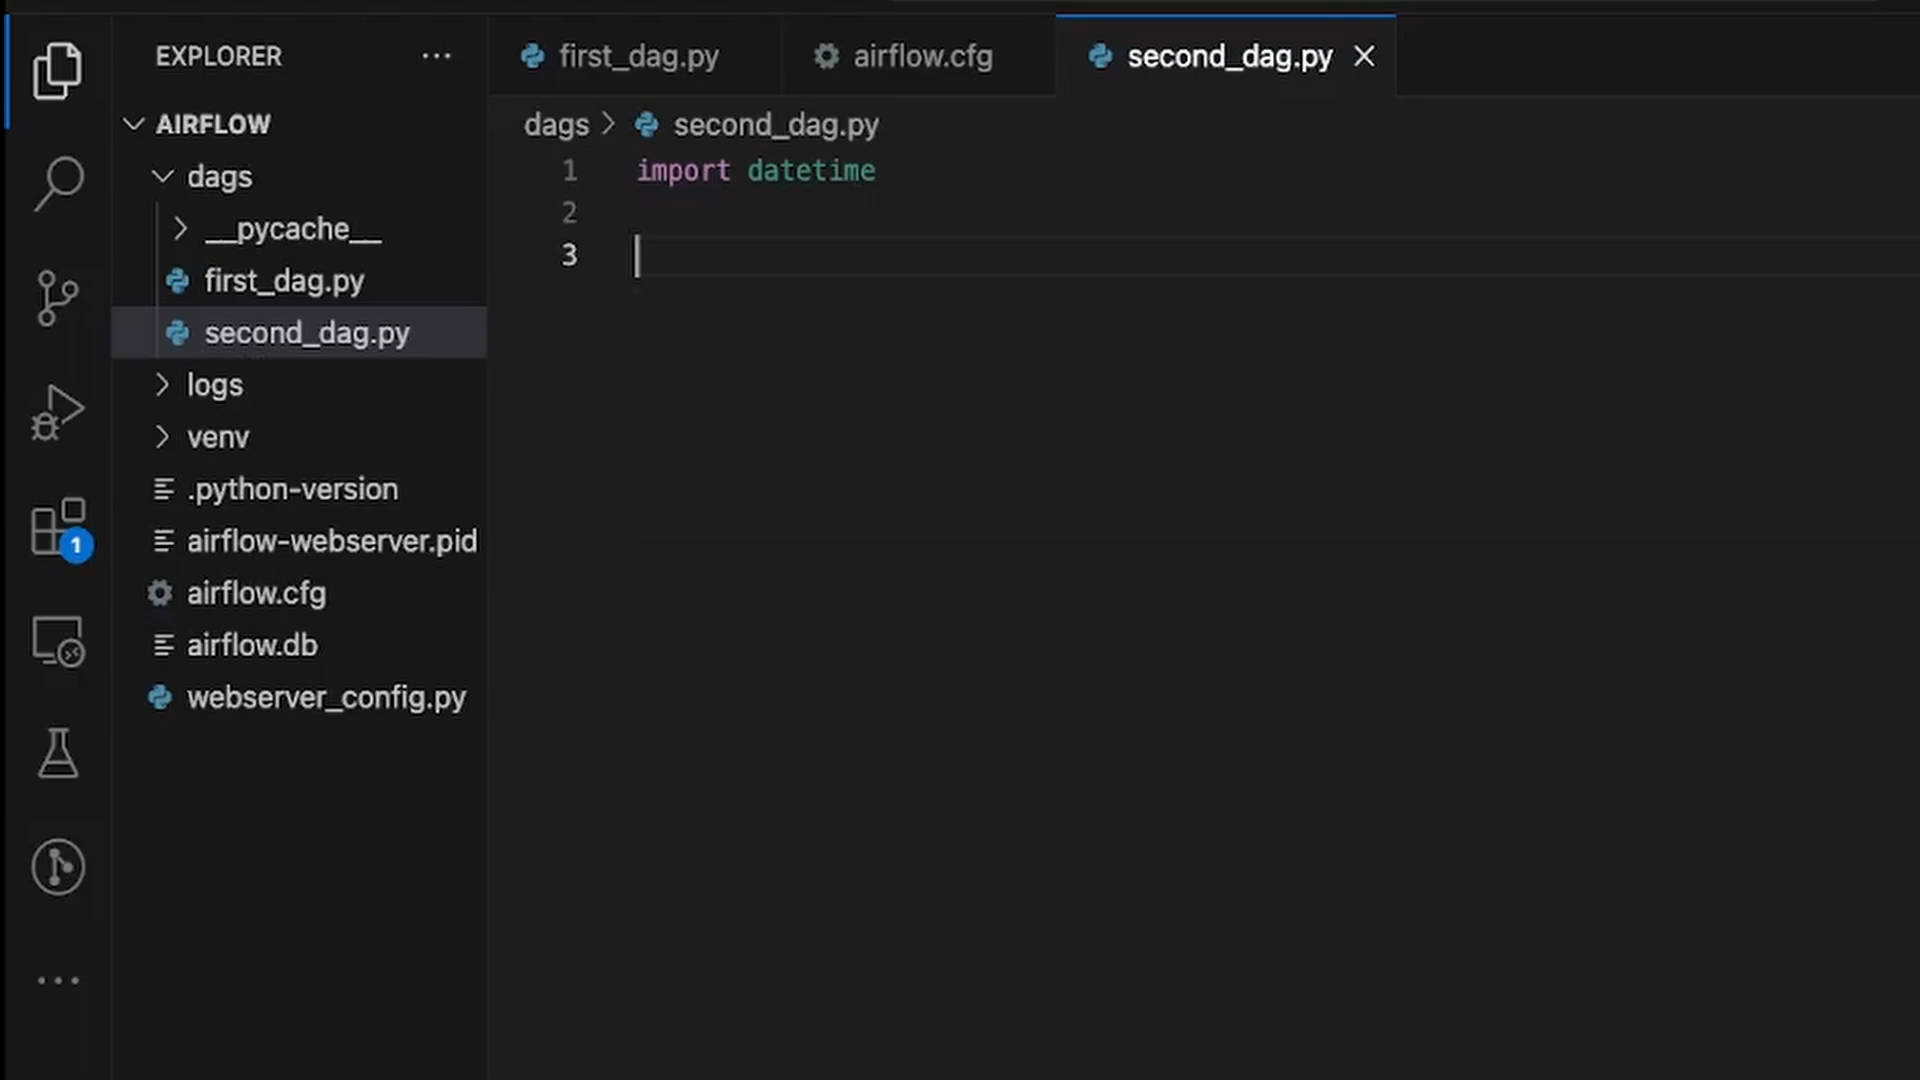 EXPLORER
AIRFLOW
dags
__pycache__
first_dag.py
second_dag.py
logs
venv
.python-version
airflow-webserver.pid
airflow.cfg
airflow.db
webserver_config.py
1
first_dag.py
airflow.cfg
second_dag.py
dags > second_dag.py
1 import datetime
2
3